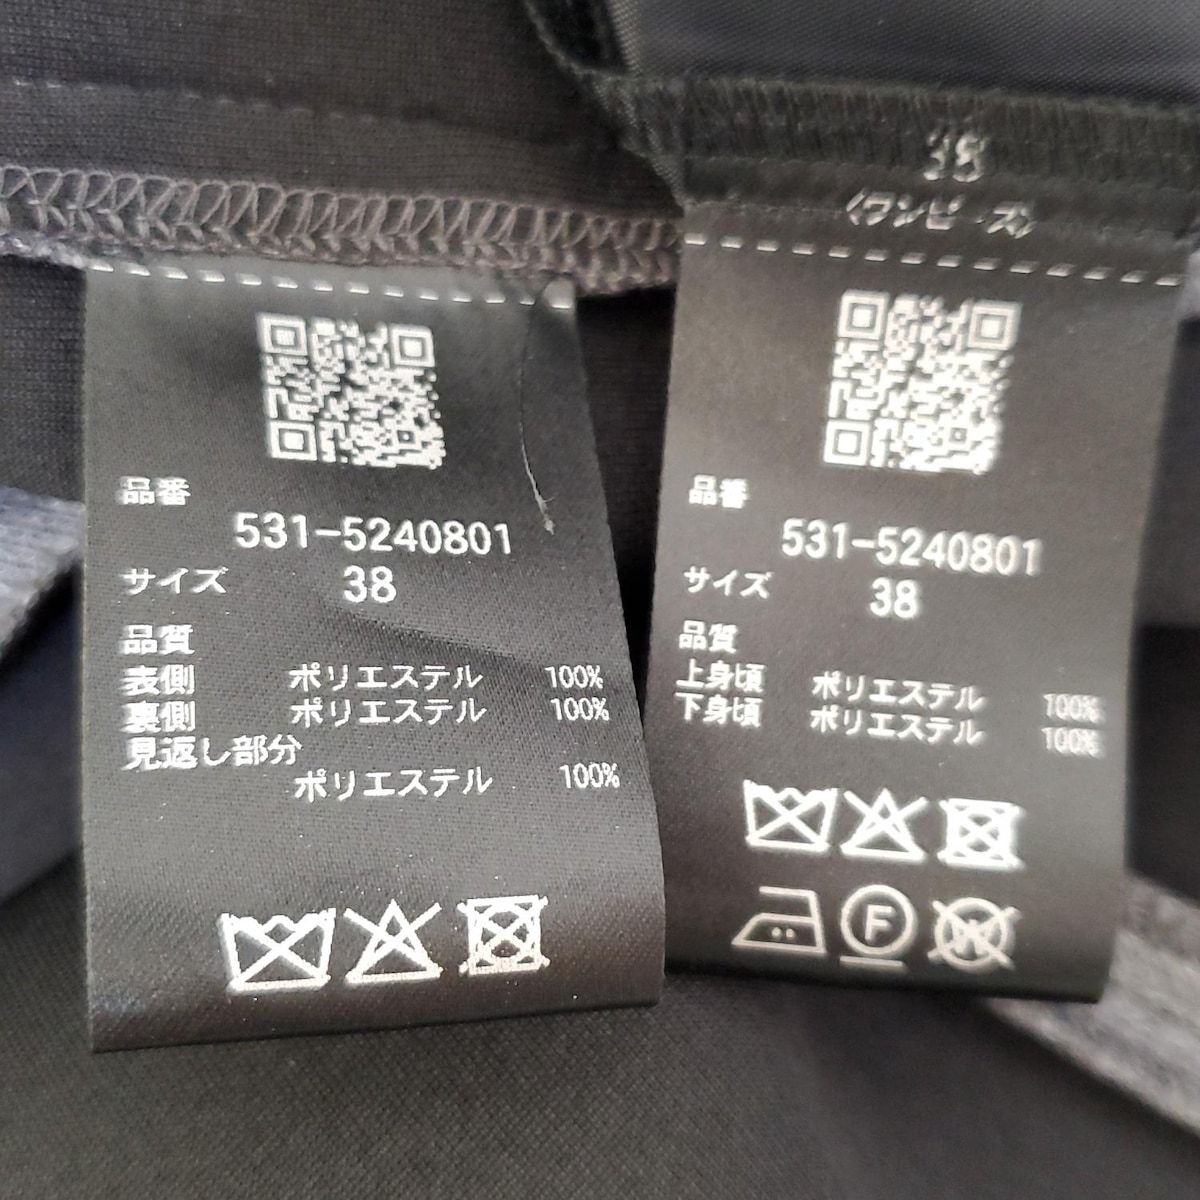 品番
531-5240801
サイズ 38
品質
表側 ポリエステル 100%
裏側 ポリエステル 100%
見返し部分
ポリエステル 100%
38
〈ワンピース〉
品番
531-5240801
サイズ 38
品質
上身頃 ポリエステル 100%
下身頃 ポリエステル 100%
F
W